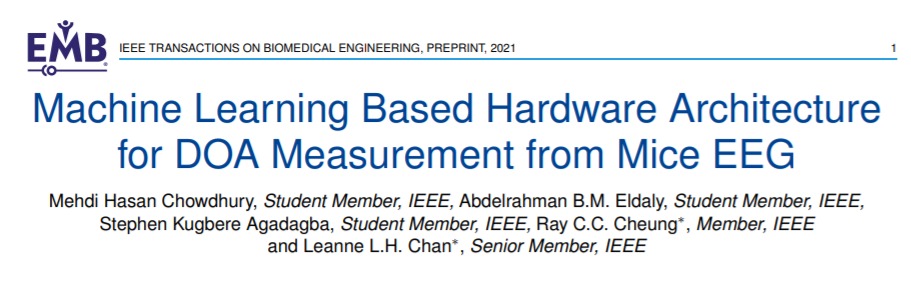 EMB
IEEE TRANSACTIONS ON BIOMEDICAL ENGINEERING, PREPRINT, 2021 1
Machine Learning Based Hardware Architecture
for DOA Measurement from Mice EEG
Mehdi Hasan Chowdhury, Student Member, IEEE, Abdelrahman B.M. Eldaly, Student Member, IEEE,
Stephen Kugbere Agadagba, Student Member, IEEE, Ray C.C. Cheung*, Member, IEEE
and Leanne L.H. Chan*, Senior Member, IEEE